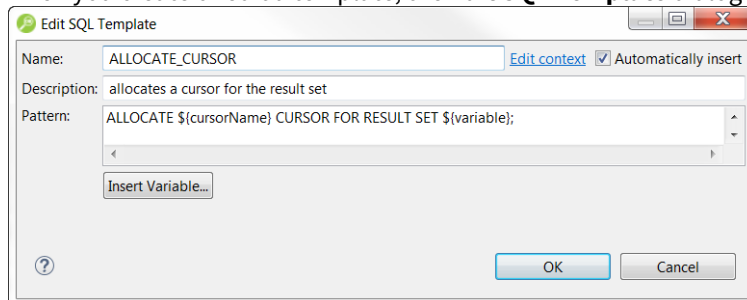 Edit SQL Template
Name: ALLOCATE_CURSOR Edit context Automatically insert
Description: allocates a cursor for the result set
Pattern: ALLOCATE ${cursorName} CURSOR FOR RESULT SET ${variable};
Insert Variable...
OK Cancel